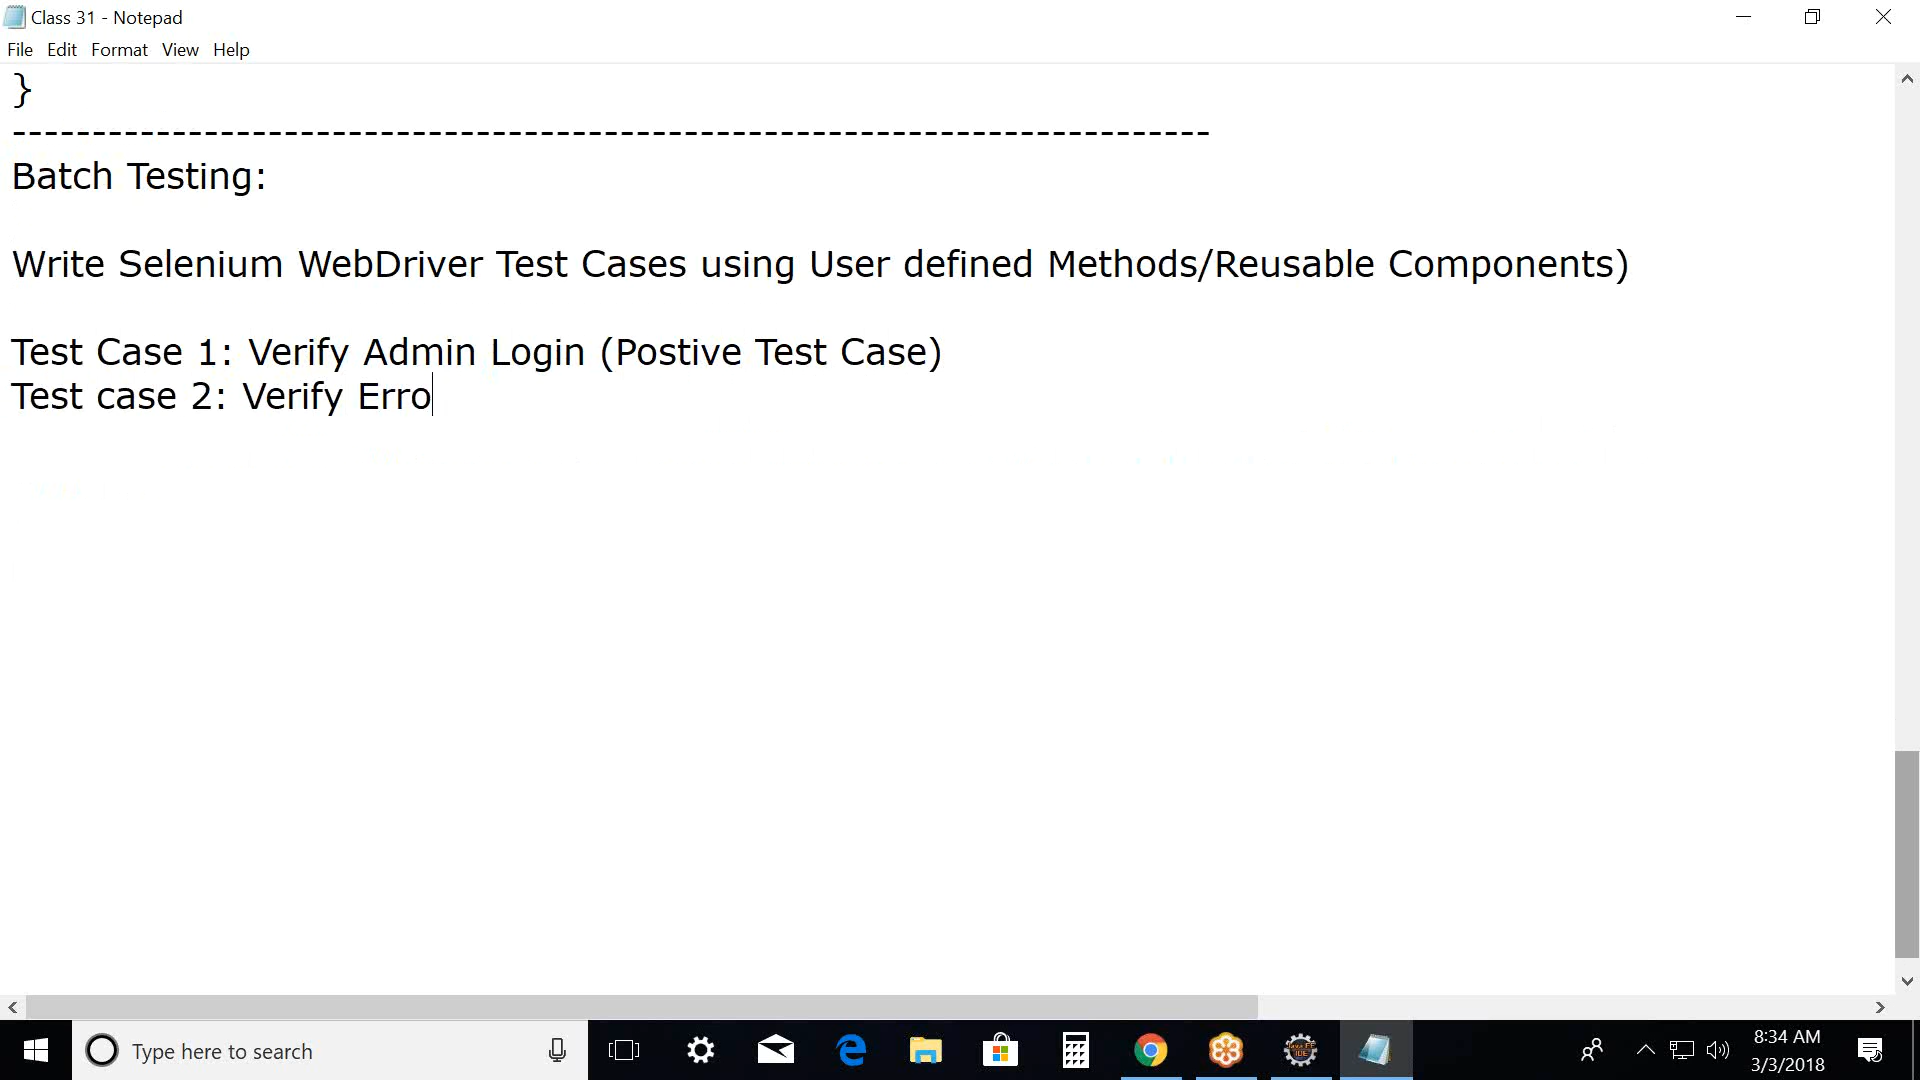 Class 31 - Notepad
File Edit Format View Help
}
---------------------------------------------------------------------------
Batch Testing:
Write Selenium WebDriver Test Cases using User defined Methods/Reusable Components)
Test Case 1: Verify Admin Login (Postive Test Case)
Test case 2: Verify Erro
Type here to search
8:34 AM
3/3/2018